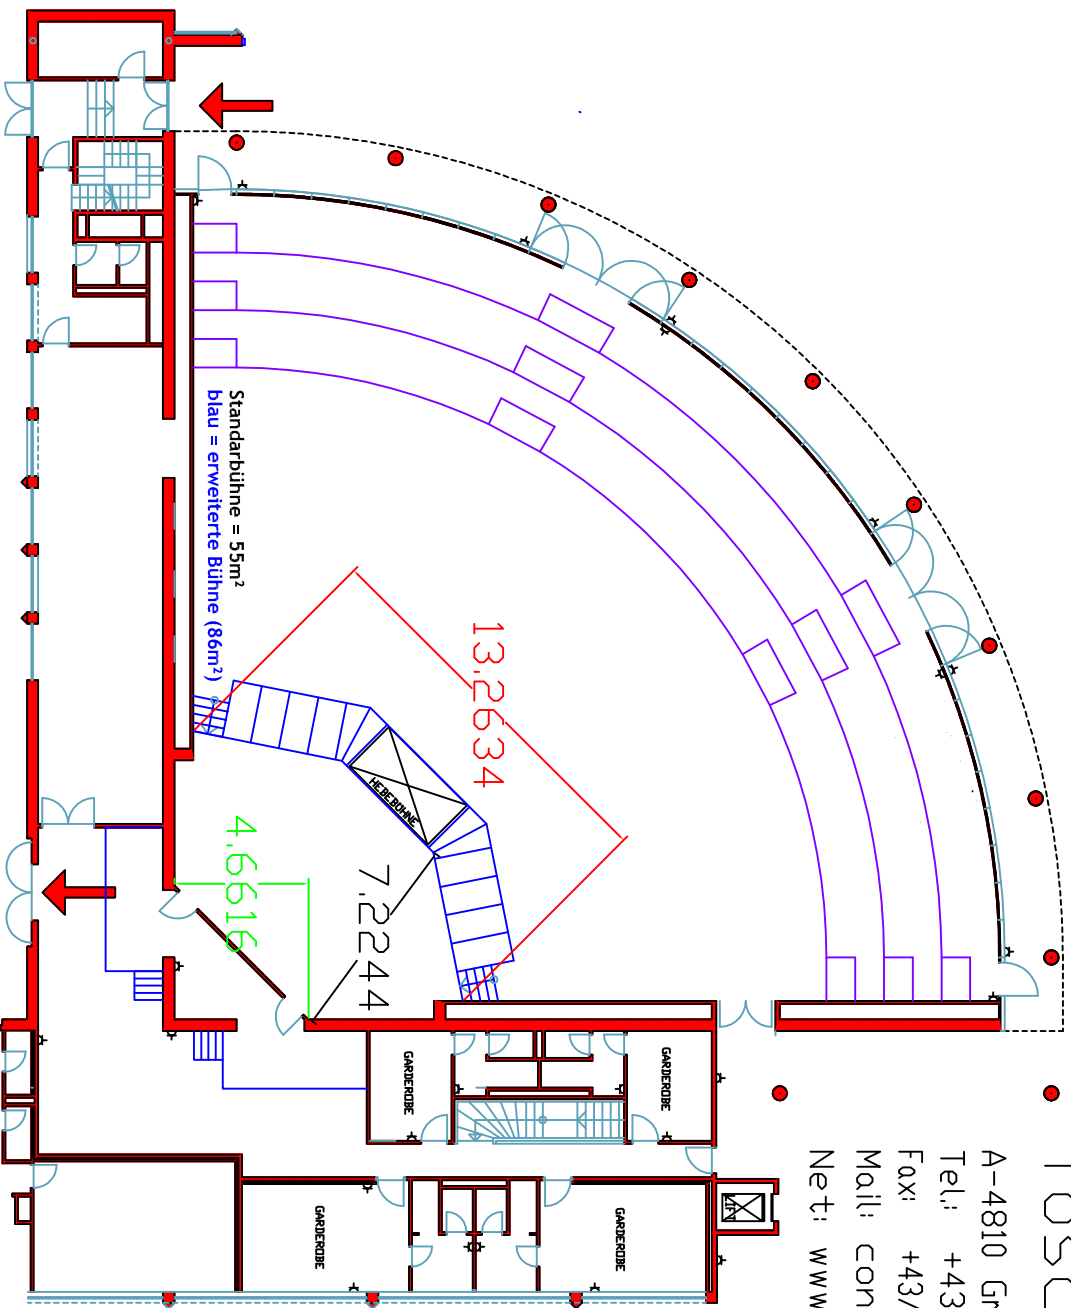 TOSC
A-4810 G
Tel.: +43
Fax: +43/
Mail: con
Net: www
Standarbühne = 55m²
blau = erweiterte Bühne (86m²)
13.2634
HEBEBÜHNE
4.6616
7.2244
GARDEROBE
GARDEROBE
GARDEROBE
GARDEROBE
LIFT